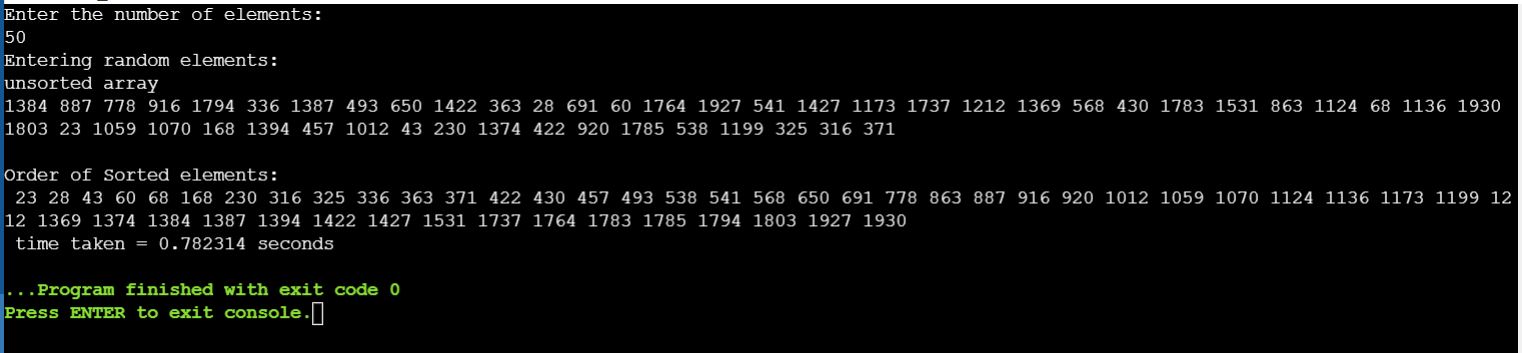 Enter the number of elements:
50
Entering random elements:
unsorted array
1384 887 778 916 1794 336 1387 493 650 1422 363 28 691 60 1764 1927 541 1427 1173 1737 1212 1369 568 430 1783 1531 863 1124 68 1136 1930
1803 23 1059 1070 168 1394 457 1012 43 230 1374 422 920 1785 538 1199 325 316 371
Order of Sorted elements:
23 28 43 60 68 168 230 316 325 336 363 371 422 430 457 493 538 541 568 650 691 778 863 887 916 920 1012 1059 1070 1124 1136 1173 1199 12
12 1369 1374 1384 1387 1394 1422 1427 1531 1737 1764 1783 1785 1794 1803 1927 1930
time taken = 0.782314 seconds
...Program finished with exit code 0
Press ENTER to exit console.